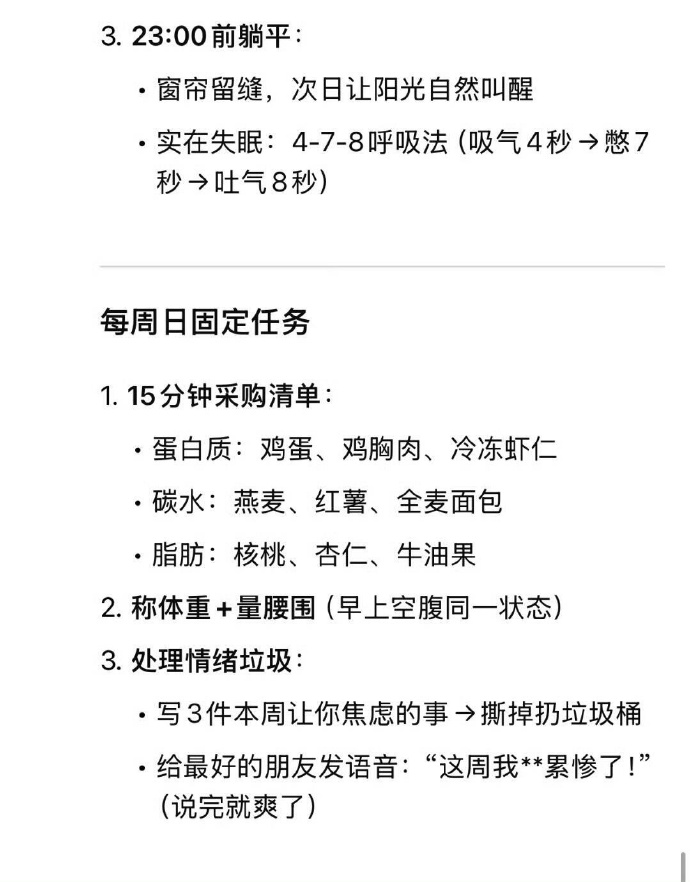 3. 23:00前躺平：
• 窗帘留缝，次日让阳光自然叫醒
• 实在失眠：4-7-8呼吸法（吸气4秒→憋7
秒→吐气8秒）
每周日固定任务
1. 15分钟采购清单：
• 蛋白质：鸡蛋、鸡胸肉、冷冻虾仁
• 碳水：燕麦、红薯、全麦面包
• 脂肪：核桃、杏仁、牛油果
2. 称体重+量腰围（早上空腹同一状态）
3. 处理情绪垃圾：
• 写3件本周让你焦虑的事→撕掉扔垃圾桶
• 给最好的朋友发语音：“这周我**累惨了！”
（说完就爽了）